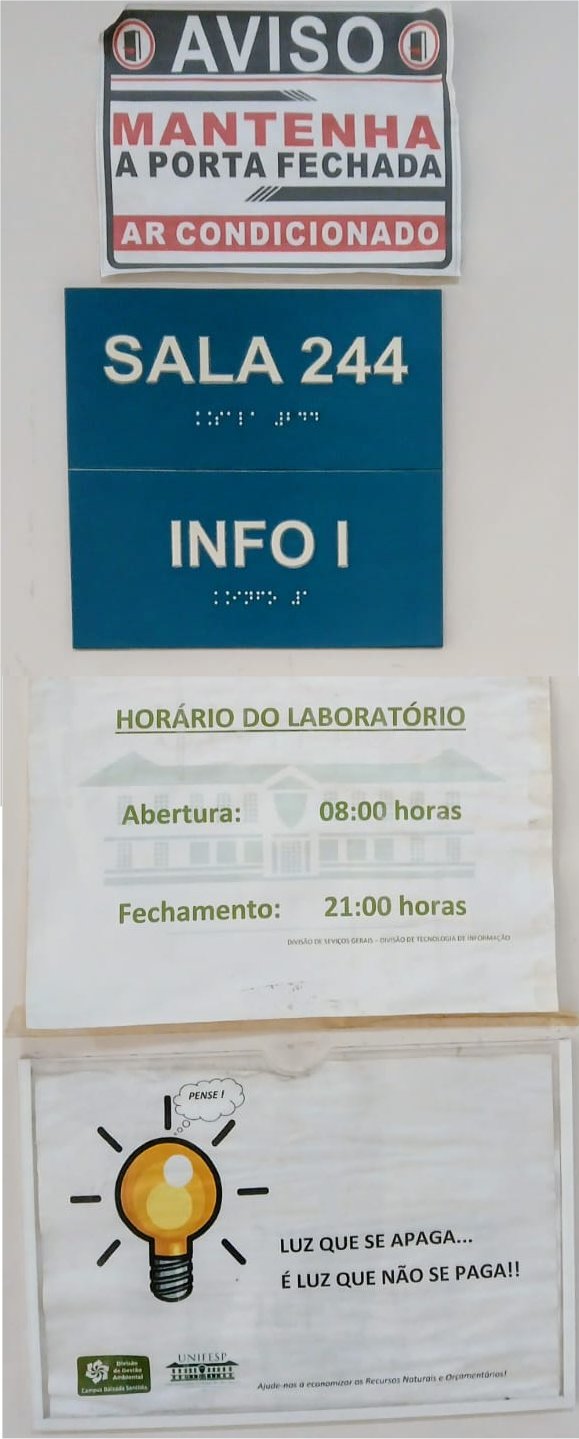 AVISO
MANTENHA
A PORTA FECHADA
AR CONDICIONADO
SALA 244
INFO I
HORÁRIO DO LABORATÓRIO
Abertura: 08:00 horas
Fechamento: 21:00 horas
DIVISÃO DE SEVIÇOS GERAIS – DIVISÃO DE TECNOLOGIA DE INFORMAÇÃO
PENSE !
LUZ QUE SE APAGA...
É LUZ QUE NÃO SE PAGA!!
Divisão
de Gestão
Ambiental
Campus Baixada Santista
UNIFESP
Ajude-nos a economizar os Recursos Naturais e Orçamentários!